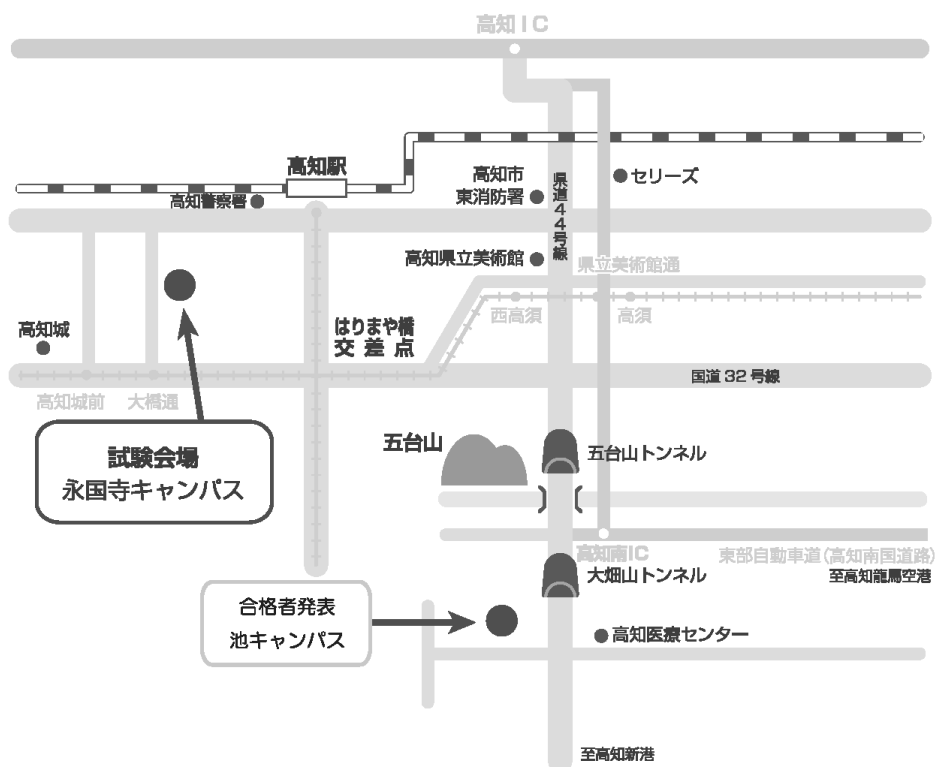 高知IC
高知駅
高知警察署
高知市
東消防署
県道44号線
セリーズ
高知県立美術館
県立美術館通
西高須
高須
高知城
はりまや橋
交差点
国道32号線
高知城前
大橋通
試験会場
永国寺キャンパス
五台山
五台山トンネル
高知南IC
東部自動車道(高知南国道路)
大畑山トンネル
至高知龍馬空港
合格者発表
池キャンパス
高知医療センター
至高知新港